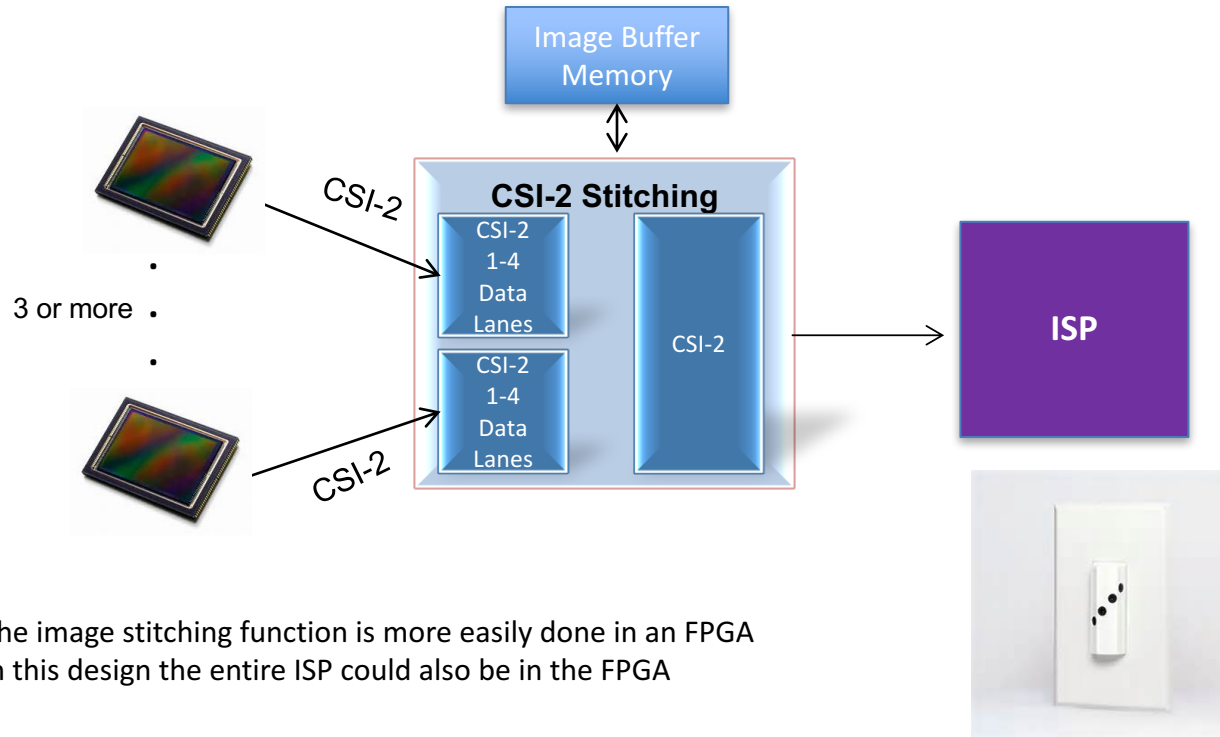 Image Buffer
Memory
CSI-2 Stitching
CSI-2
CSI-2
1-4
Data
Lanes
3 or more
CSI-2
1-4
Data
Lanes
CSI-2
CSI-2
ISP
he image stitching function is more easily done in an FPGA
n this design the entire ISP could also be in the FPGA